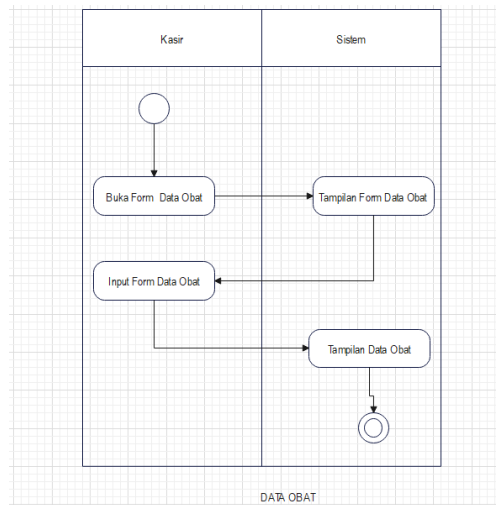 Kasir
Sistem
Buka Form Data Obat
Tampilan Form Data Obat
Input Form Data Obat
Tampilan Data Obat
DATA OBAT